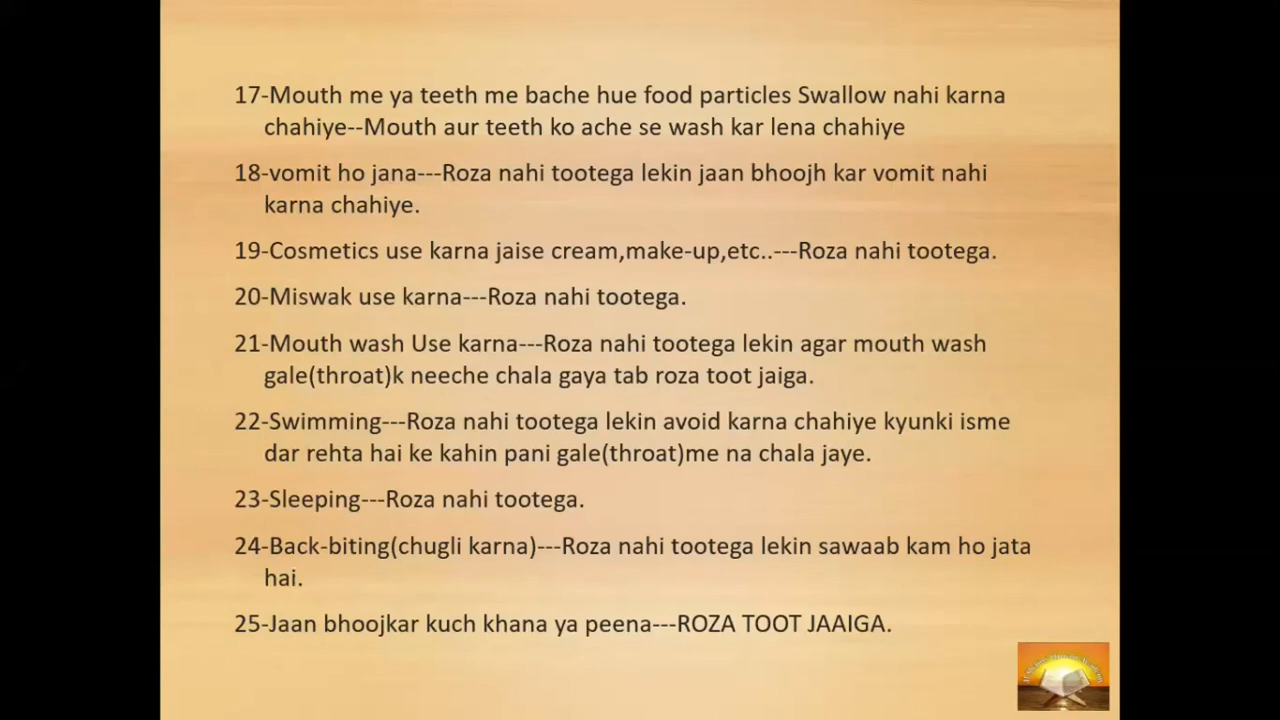 17-Mouth me ya teeth me bache hue food particles Swallow nahi karna
chahiye--Mouth aur teeth ko ache se wash kar lena chahiye
18-vomit ho jana---Roza nahi tootega lekin jaan bhoojh kar vomit nahi
karna chahiye.
19-Cosmetics use karna jaise cream,make-up,etc..---Roza nahi tootega.
20-Miswak use karna---Roza nahi tootega.
21-Mouth wash Use karna---Roza nahi tootega lekin agar mouth wash
gale(throat)k neeche chala gaya tab roza toot jaiga.
22-Swimming---Roza nahi tootega lekin avoid karna chahiye kyunki isme
dar rehta hai ke kahin pani gale(throat)me na chala jaye.
23-Sleeping---Roza nahi tootega.
24-Back-biting(chugli karna)---Roza nahi tootega lekin sawaab kam ho jata
hai.
25-Jaan bhoojkar kuch khana ya peena---ROZA TOOT JAAIGA.